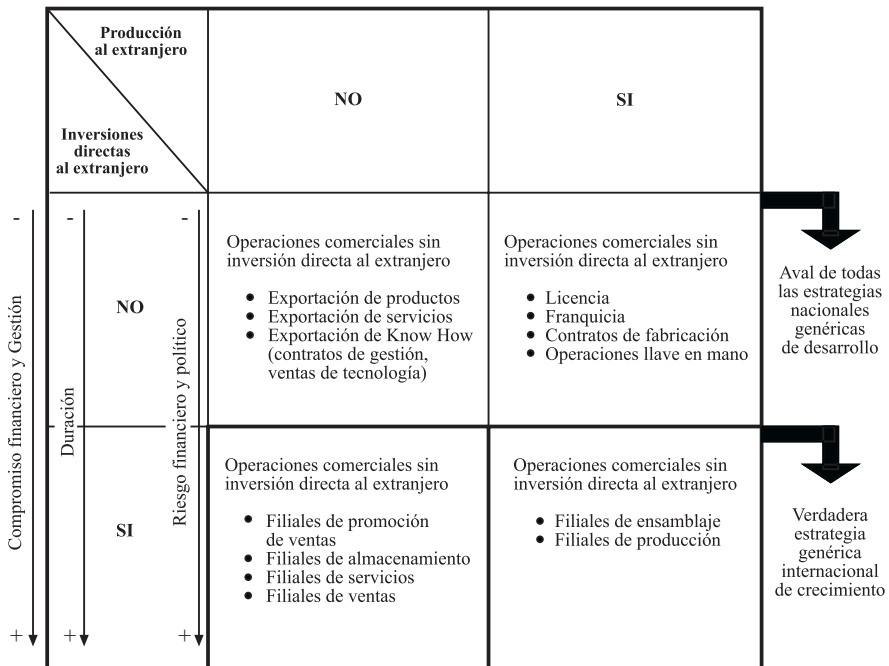 Producción
al extranjero
Inversiones
directas
al extranjero
NO
SI
-
-
-
Compromiso financiero y Gestión
Duración
Riesgo financiero y político
+
+
+
NO
Operaciones comerciales sin
inversión directa al extranjero
• Exportación de productos
• Exportación de servicios
• Exportación de Know How
(contratos de gestión,
ventas de tecnología)
Operaciones comerciales sin
inversión directa al extranjero
• Licencia
• Franquicia
• Contratos de fabricación
• Operaciones llave en mano
Aval de todas
las estrategias
nacionales
genéricas
de desarrollo
SI
Operaciones comerciales sin
inversión directa al extranjero
• Filiales de promoción
de ventas
• Filiales de almacenamiento
• Filiales de servicios
• Filiales de ventas
Operaciones comerciales sin
inversión directa al extranjero
• Filiales de ensamblaje
• Filiales de producción
Verdadera
estrategia
genérica
internacional
de crecimiento